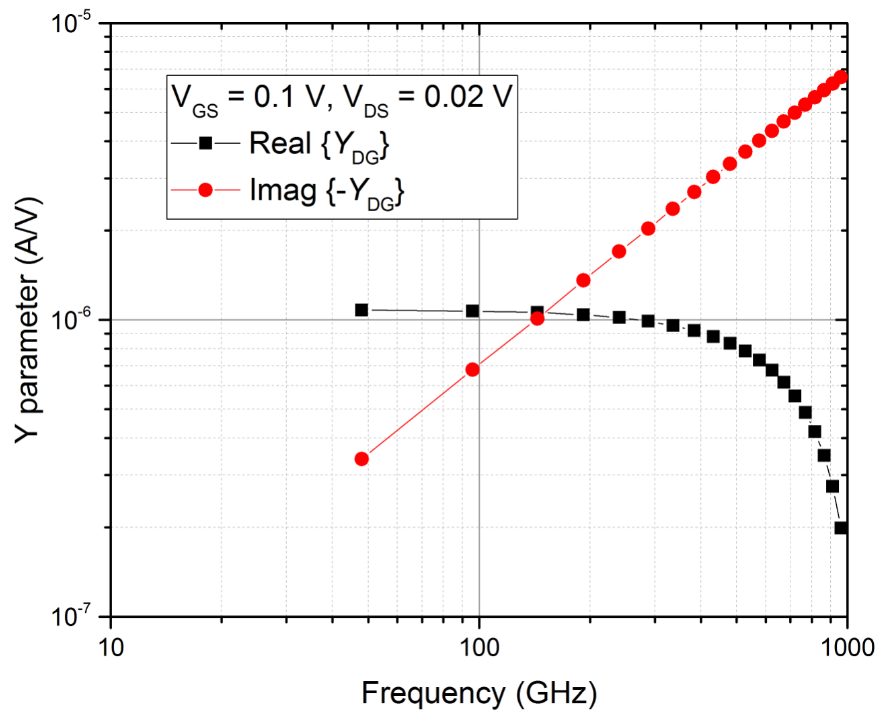 10⁻⁵
V_GS = 0.1 V, V_DS = 0.02 V
Real {Y_DG}
Imag {-Y_DG}
Y parameter (A/V)
10⁻⁶
10⁻⁷
10 100 1000
Frequency (GHz)